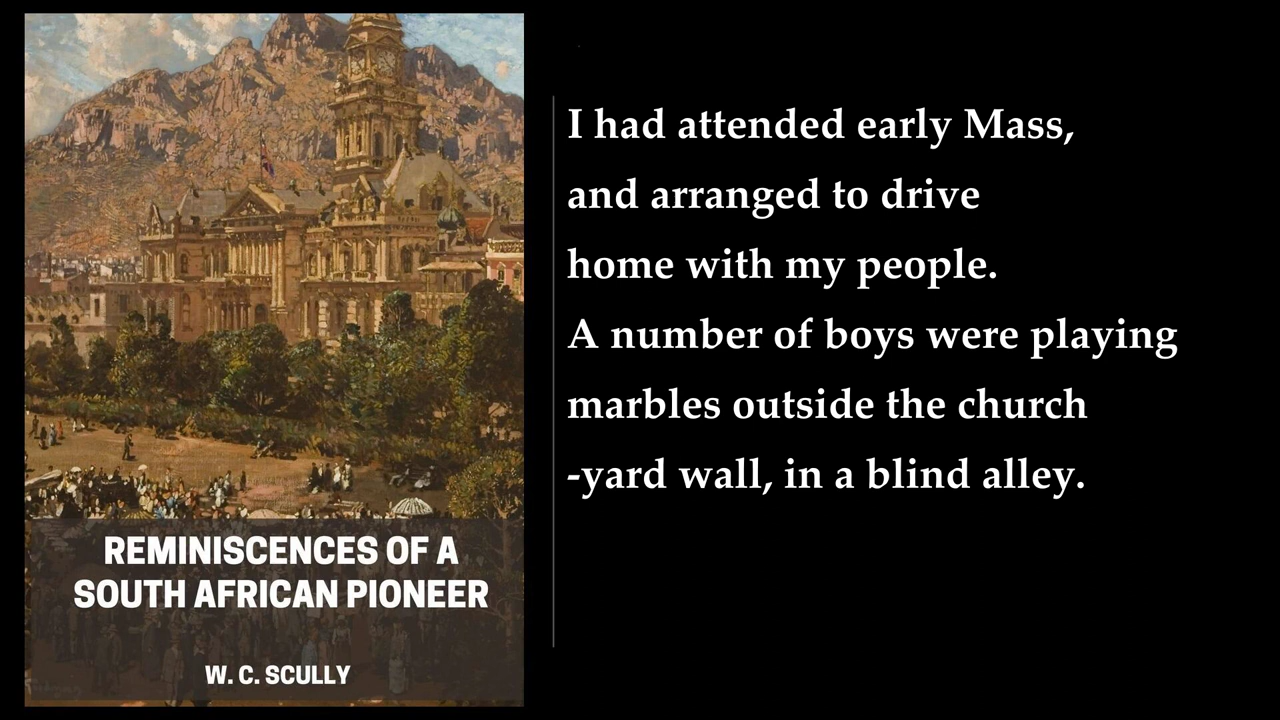 I had attended early Mass,
and arranged to drive
home with my people.
A number of boys were playing
marbles outside the church
-yard wall, in a blind alley.
REMINISCENCES OF A
SOUTH AFRICAN PIONEER
W. C. SCULLY